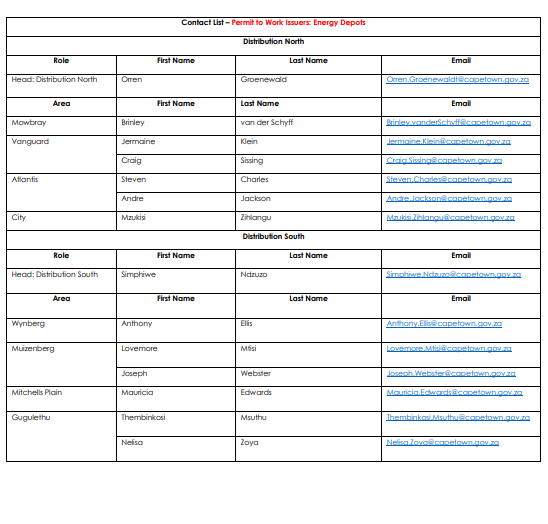 Contact List – Permit to Work Issuers: Energy Depots
Distribution North
Role First Name Last Name Email
Head: Distribution North Orren Groenewald Orren.Groenewaldt@capetown.gov.za
Area First Name Last Name Email
Mowbray Brinley van der Schyff Brinley.vanderSchyff@capetown.gov.za
Vanguard Jermaine Klein Jermaine.Klein@capetown.gov.za
Craig Sissing Craig.Sissing@capetown.gov.za
Atlantis Steven Charles Steven.Charles@capetown.gov.za
Andre Jackson Andre.Jackson@capetown.gov.za
City Mzukisi Zihlangu Mzukisi.Zihlangu@capetown.gov.za
Distribution South
Role First Name Last Name Email
Head: Distribution South Simphiwe Ndzuzo Simphiwe.Ndzuzo@capetown.gov.za
Area First Name Last Name Email
Wynberg Anthony Ellis Anthony.Ellis@capetown.gov.za
Muizenberg Lovemore Mtisi Lovemore.Mtisi@capetown.gov.za
Joseph Webster Joseph.Webster@capetown.gov.za
Mitchells Plain Mauricia Edwards Mauricia.Edwards@capetown.gov.za
Gugulethu Thembinkosi Msuthu Thembinkosi.Msuthu@capetown.gov.za
Nelisa Zoya Nelisa.Zoya@capetown.gov.za